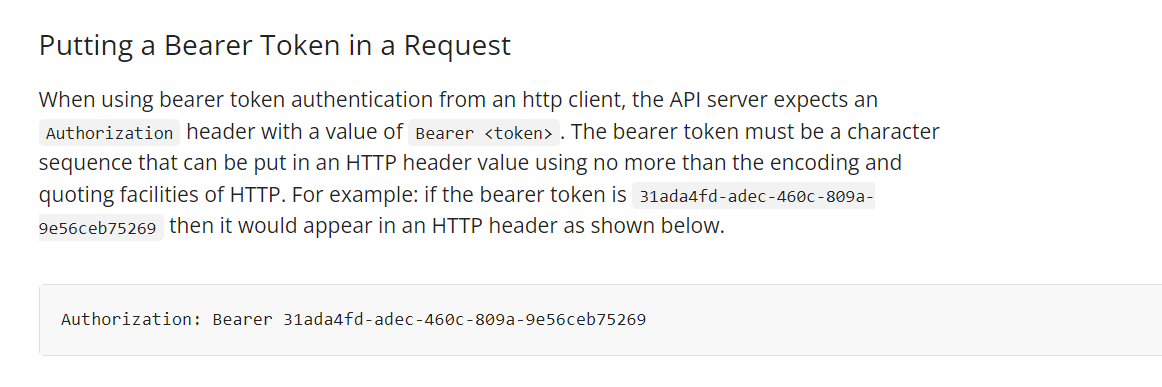 Putting a Bearer Token in a Request
When using bearer token authentication from an http client, the API server expects an
Authorization header with a value of Bearer <token> . The bearer token must be a character
sequence that can be put in an HTTP header value using no more than the encoding and
quoting facilities of HTTP. For example: if the bearer token is 31ada4fd-adec-460c-809a-
9e56ceb75269 then it would appear in an HTTP header as shown below.
Authorization: Bearer 31ada4fd-adec-460c-809a-9e56ceb75269